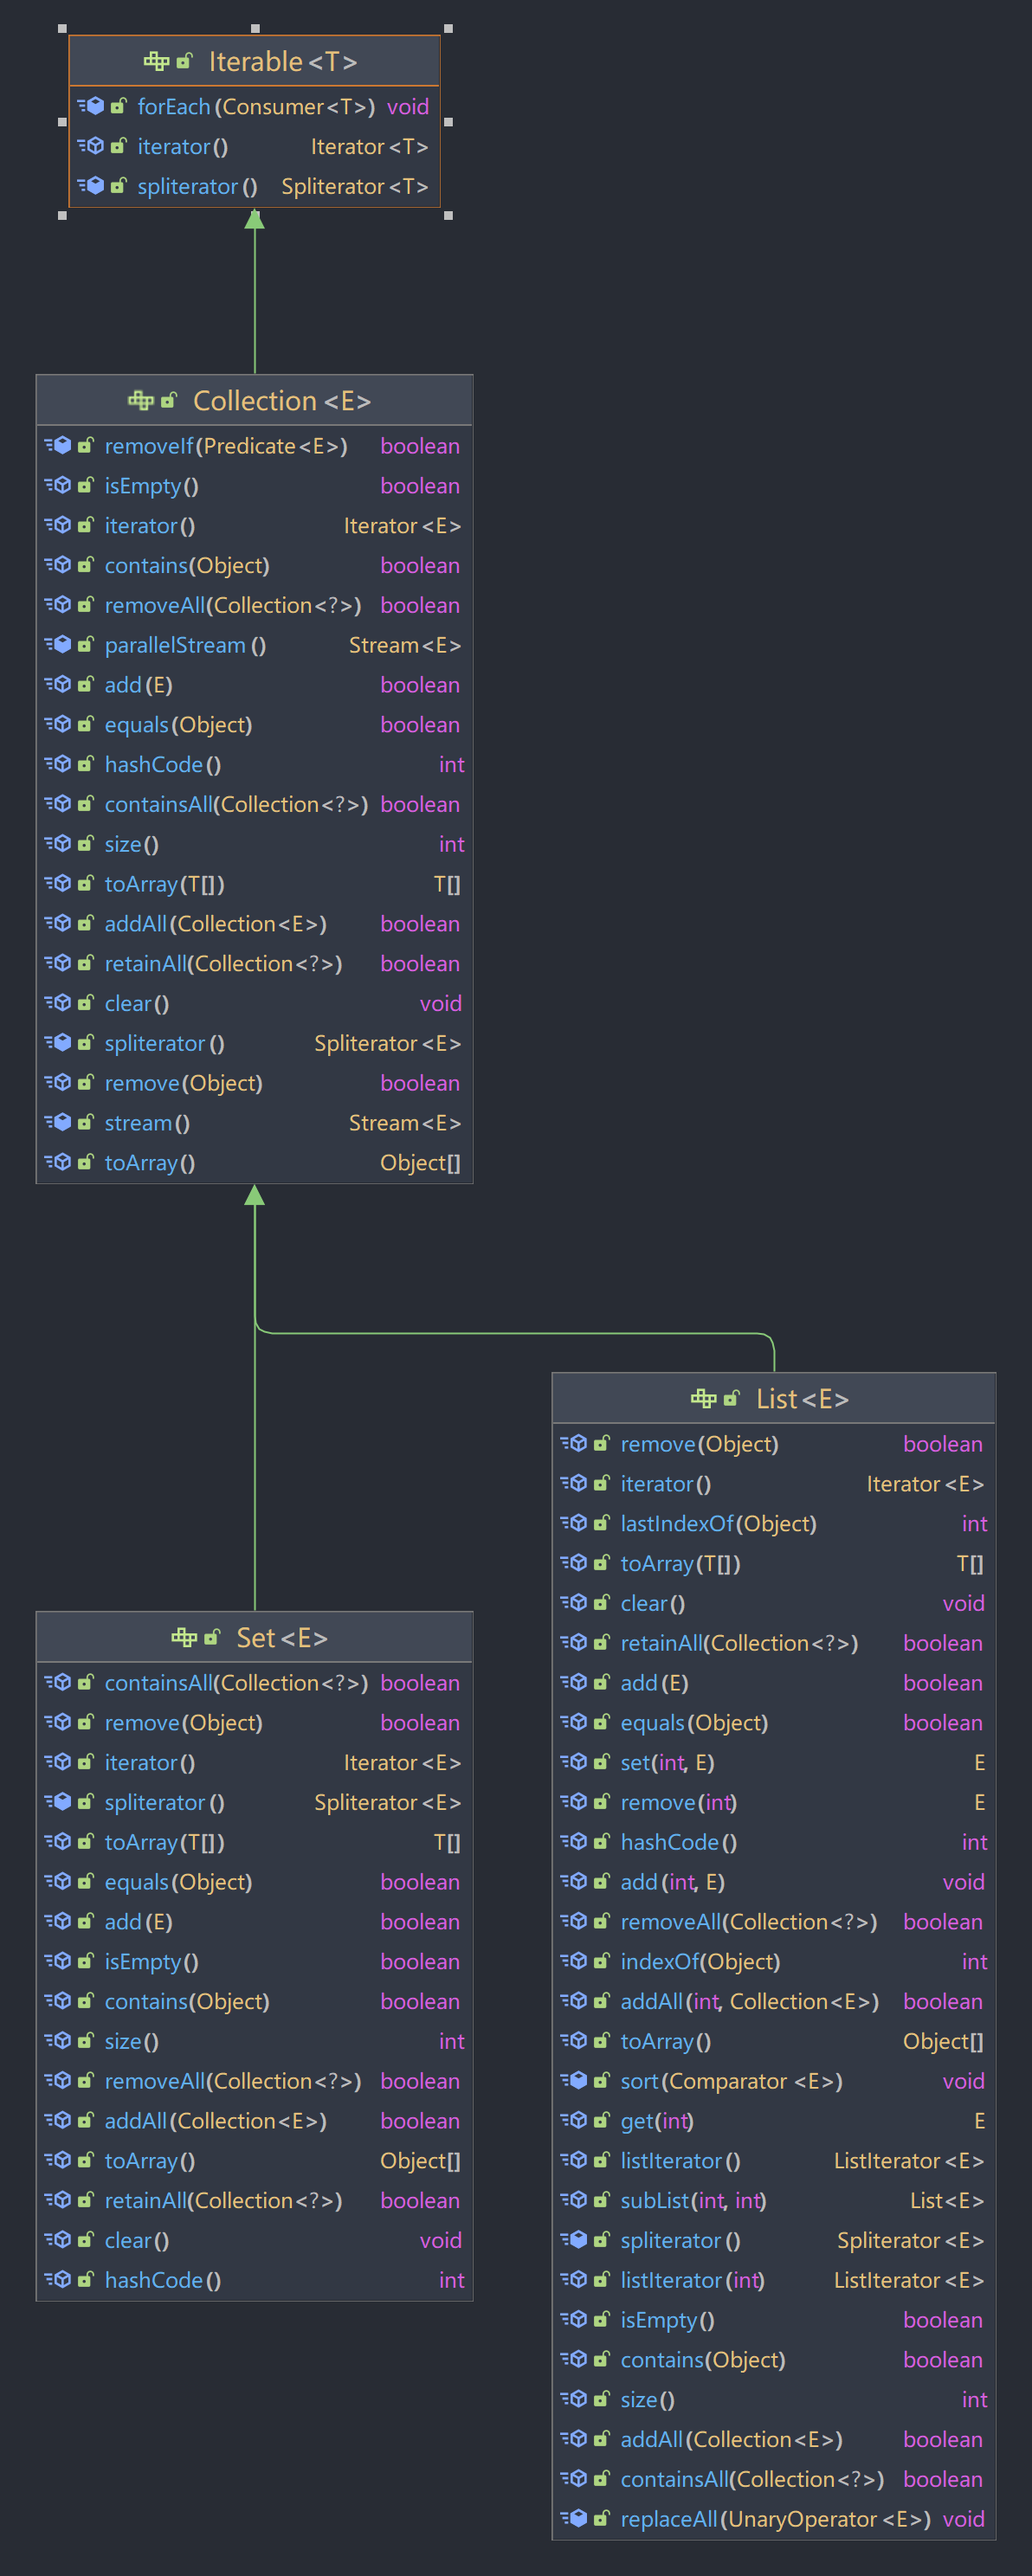 Iterable<T>
forEach(Consumer<T>) void
iterator() Iterator<T>
spliterator() Spliterator<T>
Collection<E>
removeIf(Predicate<E>) boolean
isEmpty() boolean
iterator() Iterator<E>
contains(Object) boolean
removeAll(Collection<?>) boolean
parallelStream() Stream<E>
add(E) boolean
equals(Object) boolean
hashCode() int
containsAll(Collection<?>) boolean
size() int
toArray(T[]) T[]
addAll(Collection<E>) boolean
retainAll(Collection<?>) boolean
clear() void
spliterator() Spliterator<E>
remove(Object) boolean
stream() Stream<E>
toArray() Object[]
Set<E>
containsAll(Collection<?>) boolean
remove(Object) boolean
iterator() Iterator<E>
spliterator() Spliterator<E>
toArray(T[]) T[]
equals(Object) boolean
add(E) boolean
isEmpty() boolean
contains(Object) boolean
size() int
removeAll(Collection<?>) boolean
addAll(Collection<E>) boolean
toArray() Object[]
retainAll(Collection<?>) boolean
clear() void
hashCode() int
List<E>
remove(Object) boolean
iterator() Iterator<E>
lastIndexOf(Object) int
toArray(T[]) T[]
clear() void
retainAll(Collection<?>) boolean
add(E) boolean
equals(Object) boolean
set(int, E) E
remove(int) E
hashCode() int
add(int, E) void
removeAll(Collection<?>) boolean
indexOf(Object) int
addAll(int, Collection<E>) boolean
toArray() Object[]
sort(Comparator<E>) void
get(int) E
listIterator() ListIterator<E>
subList(int, int) List<E>
spliterator() Spliterator<E>
listIterator(int) ListIterator<E>
isEmpty() boolean
contains(Object) boolean
size() int
addAll(Collection<E>) boolean
containsAll(Collection<?>) boolean
replaceAll(UnaryOperator<E>) void